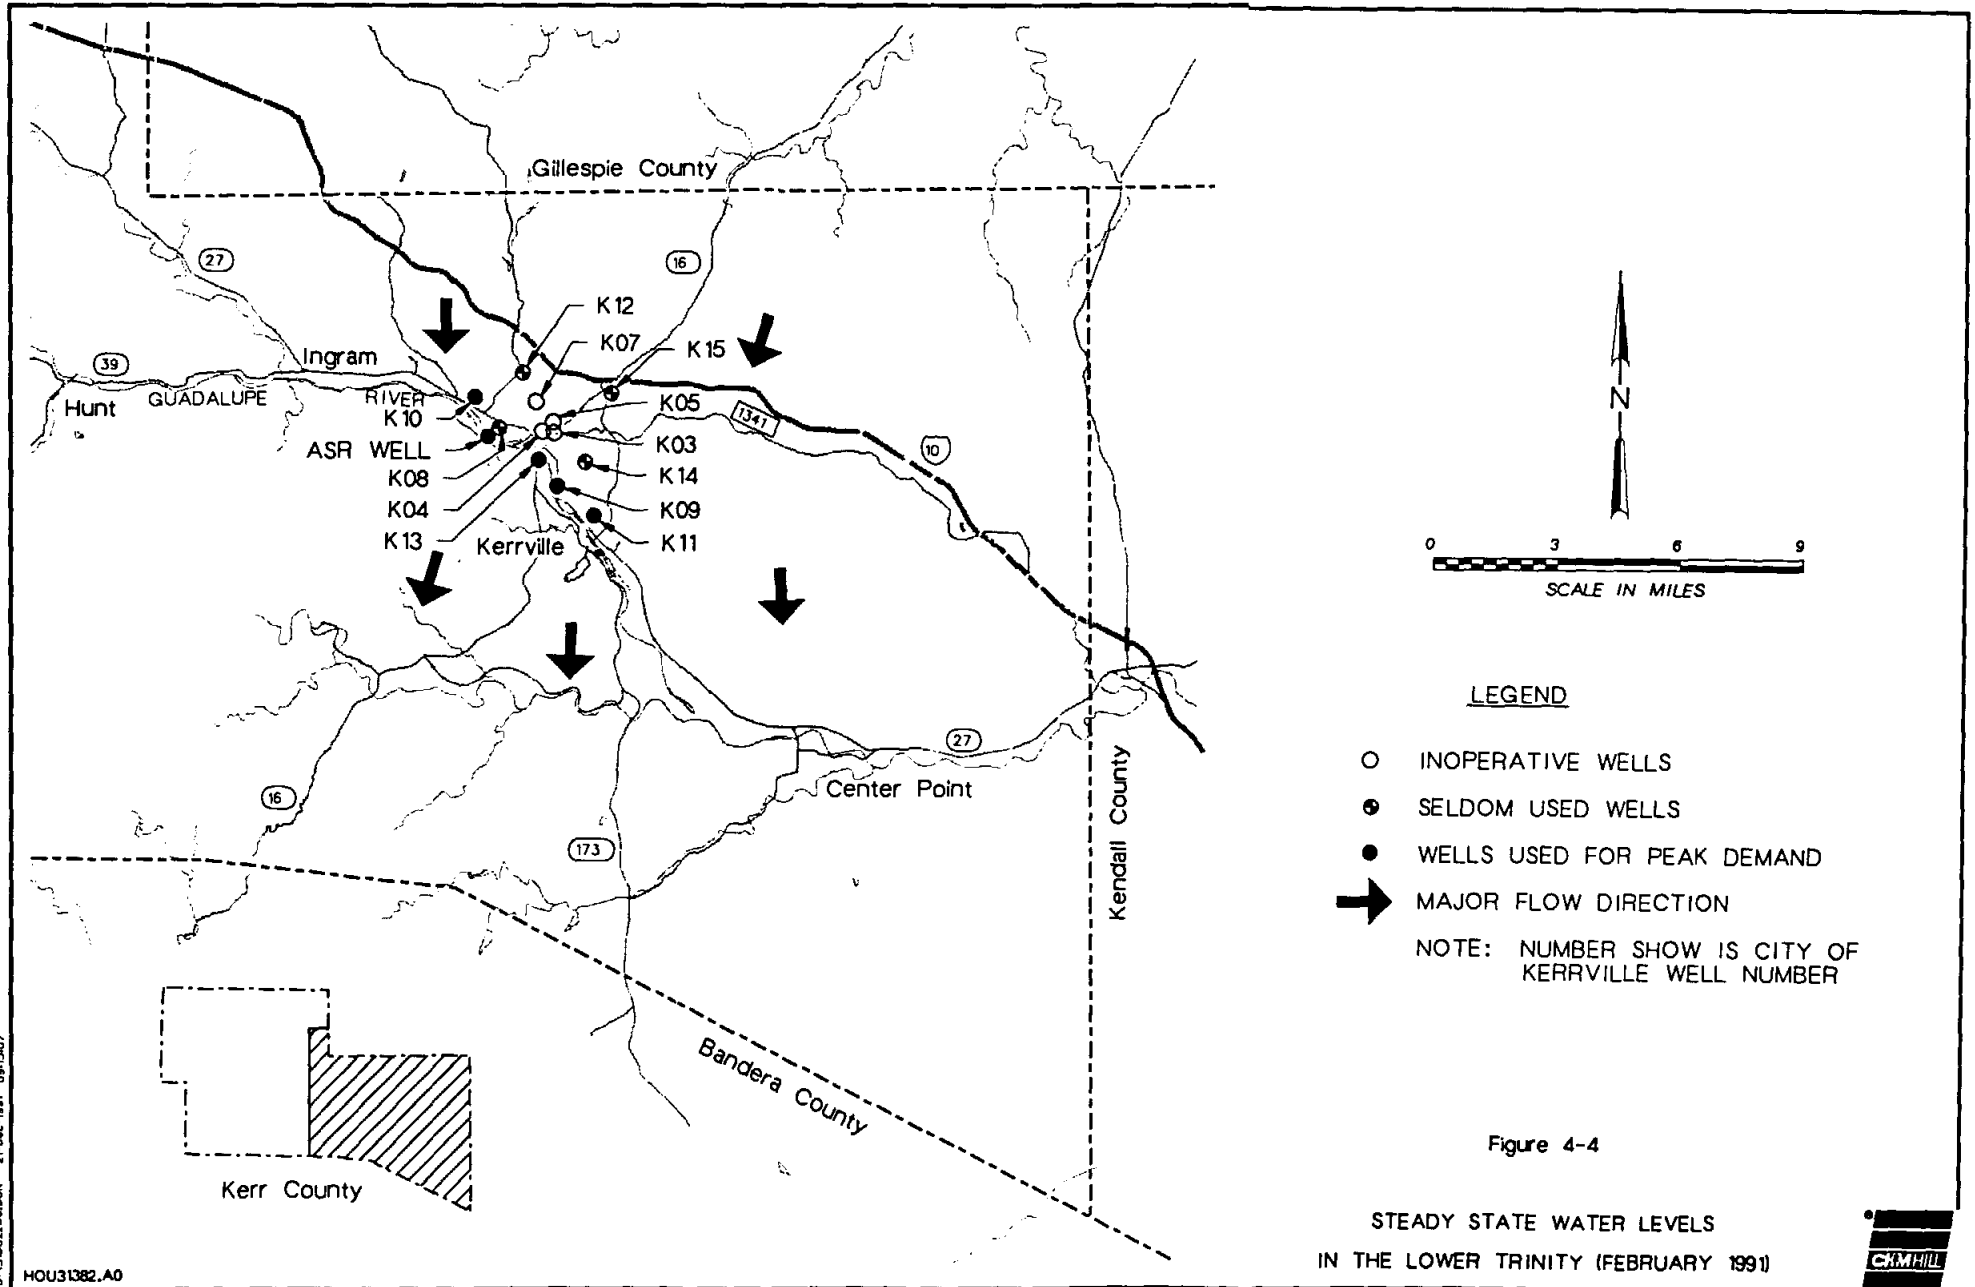 Gillespie County
27
16
K12
K07
K15
39
Ingram
Hunt
GUADALUPE
RIVER
K10
K05
1341
10
ASR WELL
K03
K08
K14
K04
K09
K13
Kerrville
K11
N
0 3 6 9
SCALE IN MILES
LEGEND
INOPERATIVE WELLS
SELDOM USED WELLS
WELLS USED FOR PEAK DEMAND
MAJOR FLOW DIRECTION
NOTE: NUMBER SHOW IS CITY OF
KERRVILLE WELL NUMBER
27
Center Point
Kendall County
16
173
Bandera County
Kerr County
Figure 4-4
STEADY STATE WATER LEVELS
IN THE LOWER TRINITY (FEBRUARY 1991)
CH2M HILL
HOU31382.A0